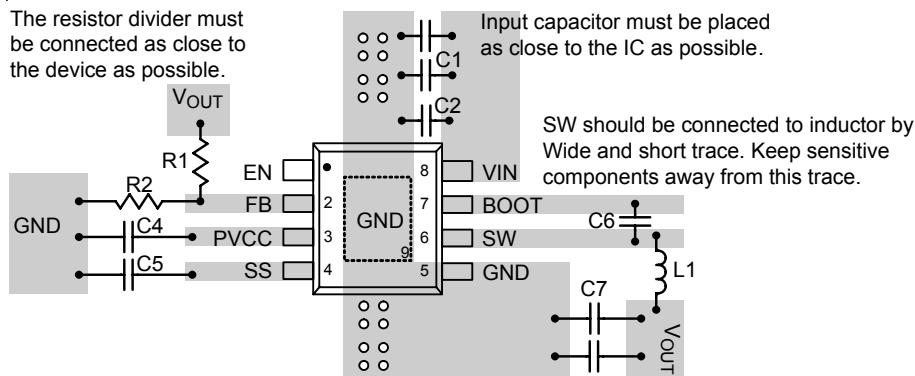 The resistor divider must
be connected as close to
the device as possible.
Input capacitor must be placed
as close to the IC as possible.
C1
C2
VOUT
R1
SW should be connected to inductor by
Wide and short trace. Keep sensitive
components away from this trace.
EN
8
VIN
R2
FB
2
7
BOOT
GND
C4
PVCC
3
GND
6
SW
C6
C5
SS
4
9
5
GND
L1
C7
VOUT